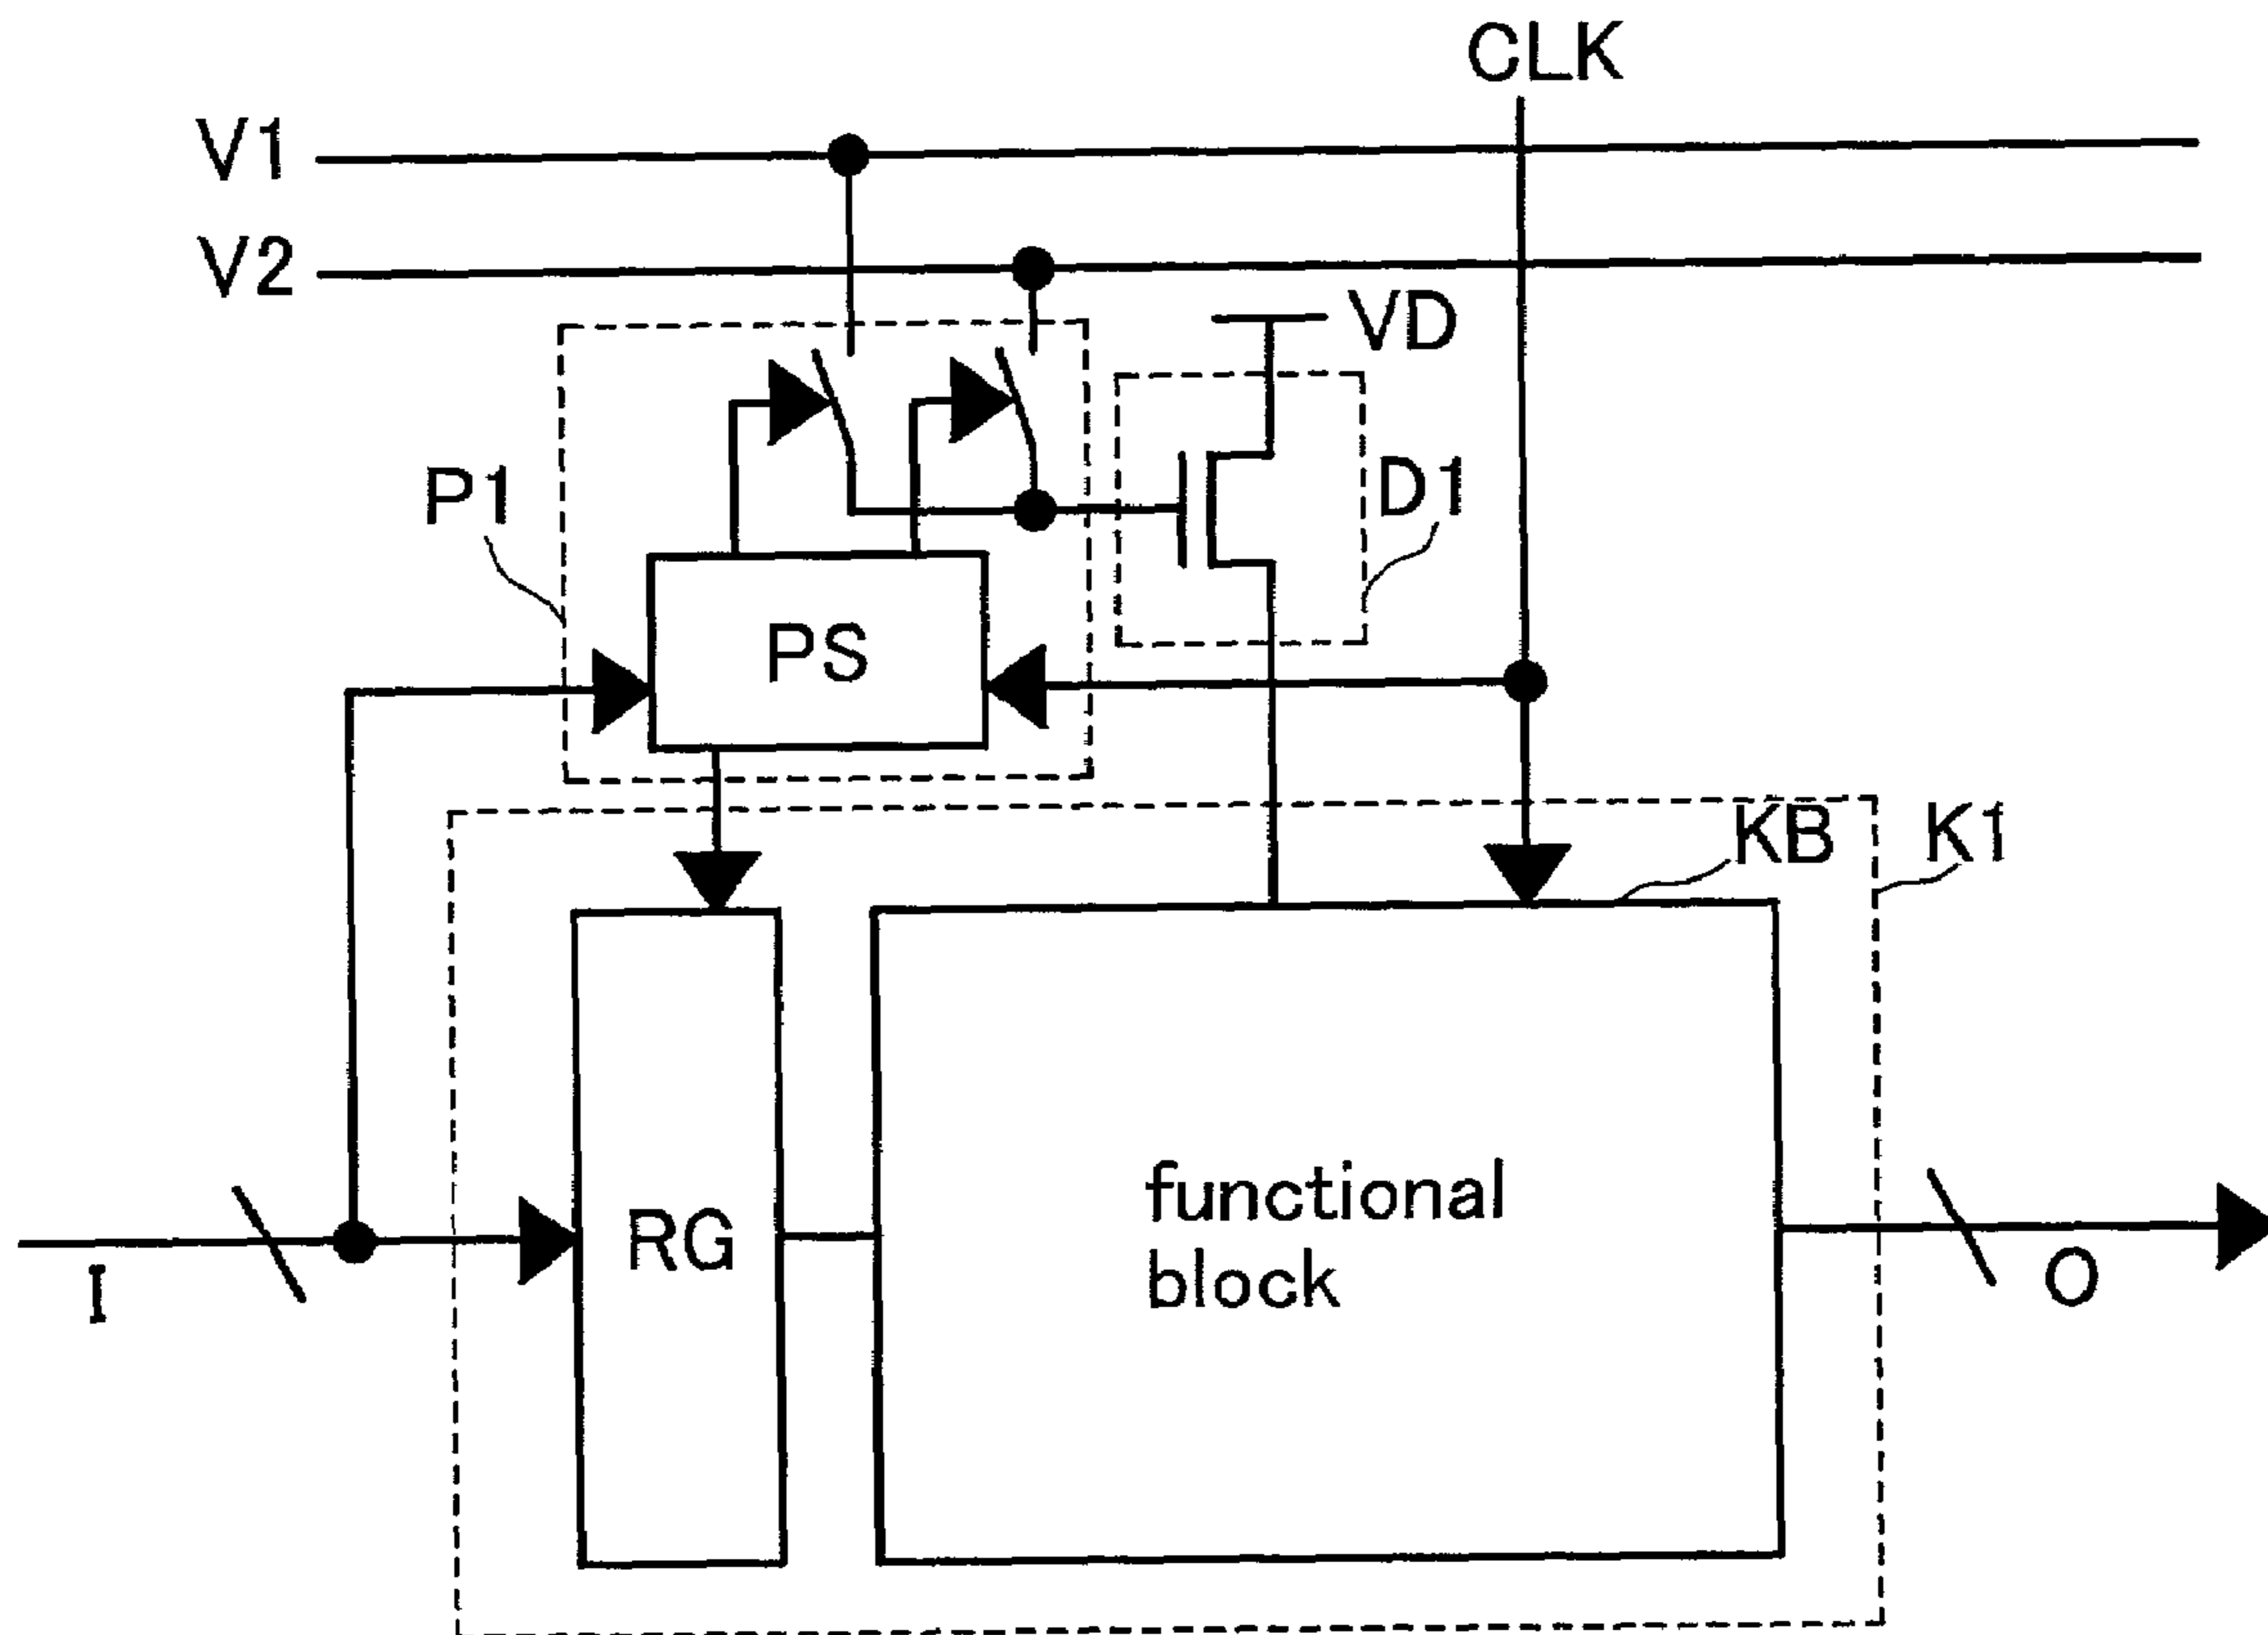 CLK
V1
V2
VD
P1
D1
PS
KB
K1
RG
functional
block
I
O